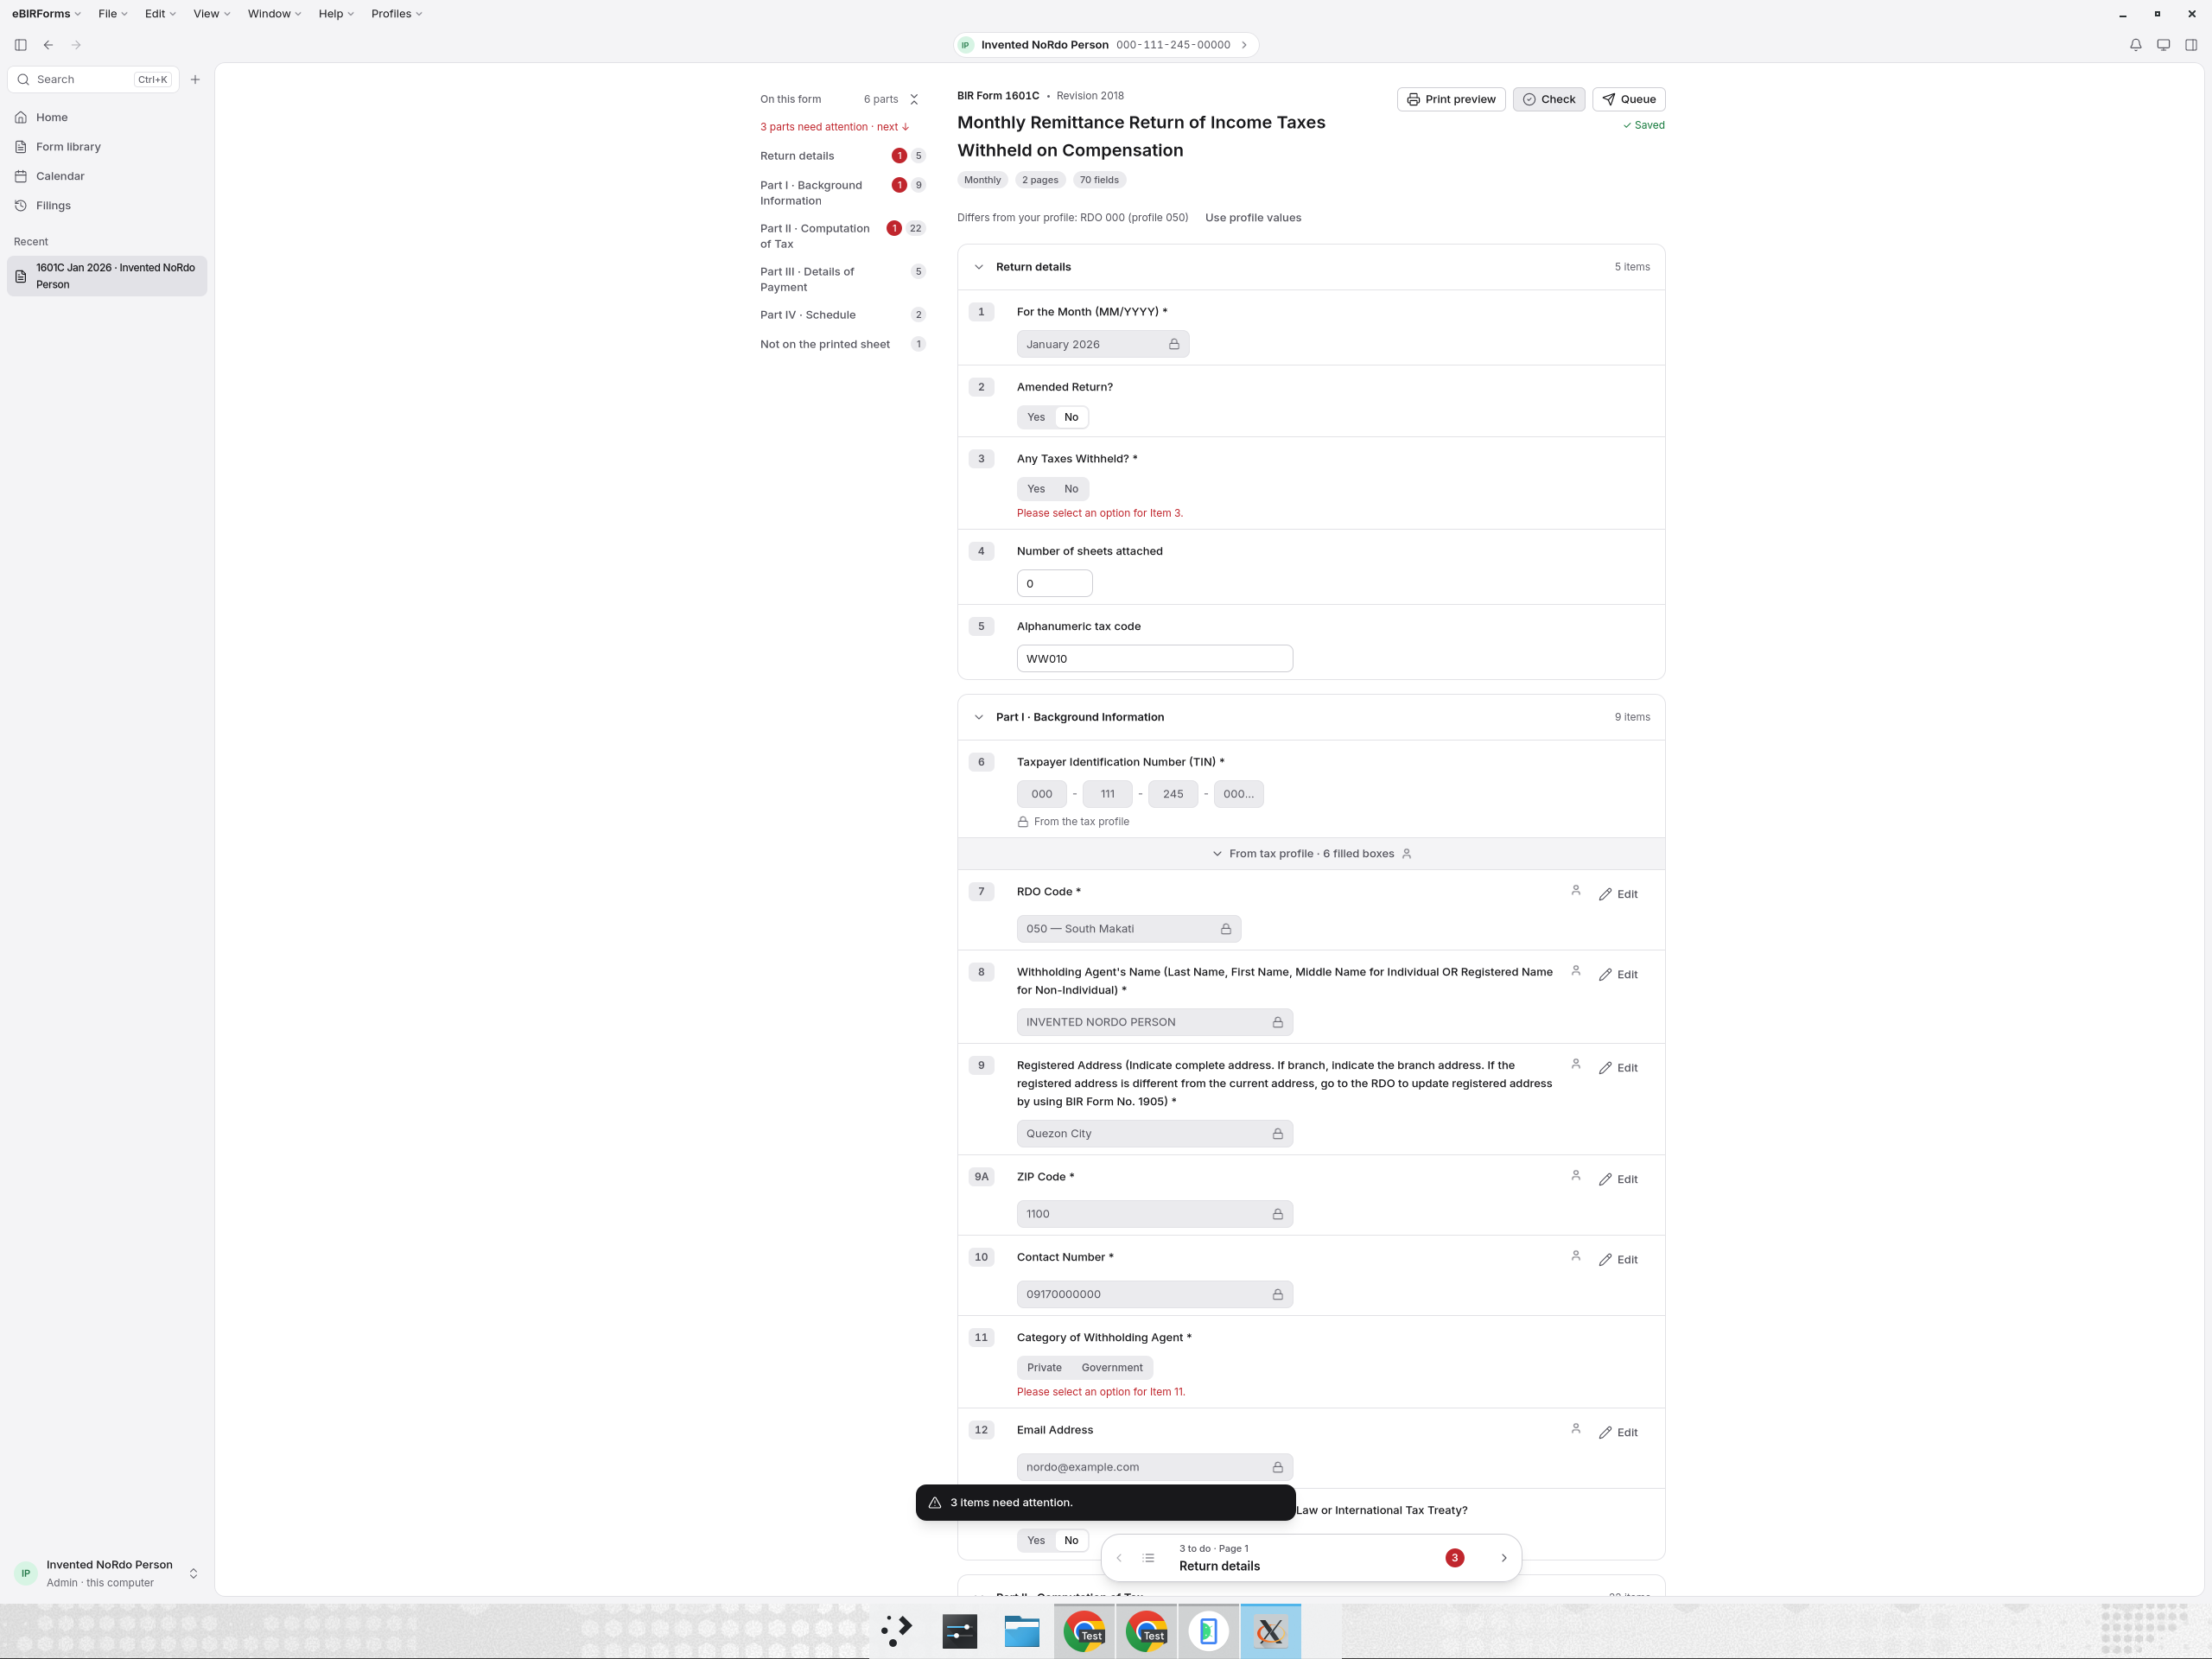 eBIRForms File Edit View Window Help Profiles
IP Invented NoRdo Person 000-111-245-00000
Search Ctrl+K
Home
Form library
Calendar
Filings
Recent
1601C Jan 2026 · Invented NoRdo
Person
On this form 6 parts
3 parts need attention · next ↓
Return details 1 5
Part I · Background
Information 1 9
Part II · Computation
of Tax 1 22
Part III · Details of
Payment 5
Part IV · Schedule 2
Not on the printed sheet 1
BIR Form 1601C • Revision 2018
Print preview Check Queue
Monthly Remittance Return of Income Taxes
Withheld on Compensation
✓ Saved
Monthly 2 pages 70 fields
Differs from your profile: RDO 000 (profile 050) Use profile values
Return details 5 items
1 For the Month (MM/YYYY) *
January 2026
2 Amended Return?
Yes No
3 Any Taxes Withheld? *
Yes No
Please select an option for Item 3.
4 Number of sheets attached
0
5 Alphanumeric tax code
WW010
Part I · Background Information 9 items
6 Taxpayer Identification Number (TIN) *
000 - 111 - 245 - 000...
From the tax profile
From tax profile · 6 filled boxes
7 RDO Code * Edit
050 — South Makati
8 Withholding Agent's Name (Last Name, First Name, Middle Name for Individual OR Registered Name
for Non-Individual) * Edit
INVENTED NORDO PERSON
9 Registered Address (Indicate complete address. If branch, indicate the branch address. If the
registered address is different from the current address, go to the RDO to update registered address
by using BIR Form No. 1905) * Edit
Quezon City
9A ZIP Code * Edit
1100
10 Contact Number * Edit
09170000000
11 Category of Withholding Agent *
Private Government
Please select an option for Item 11.
12 Email Address Edit
nordo@example.com
3 items need attention.
Law or International Tax Treaty?
Yes No
3 to do · Page 1
Return details 3
IP Invented NoRdo Person
Admin · this computer
Test Test